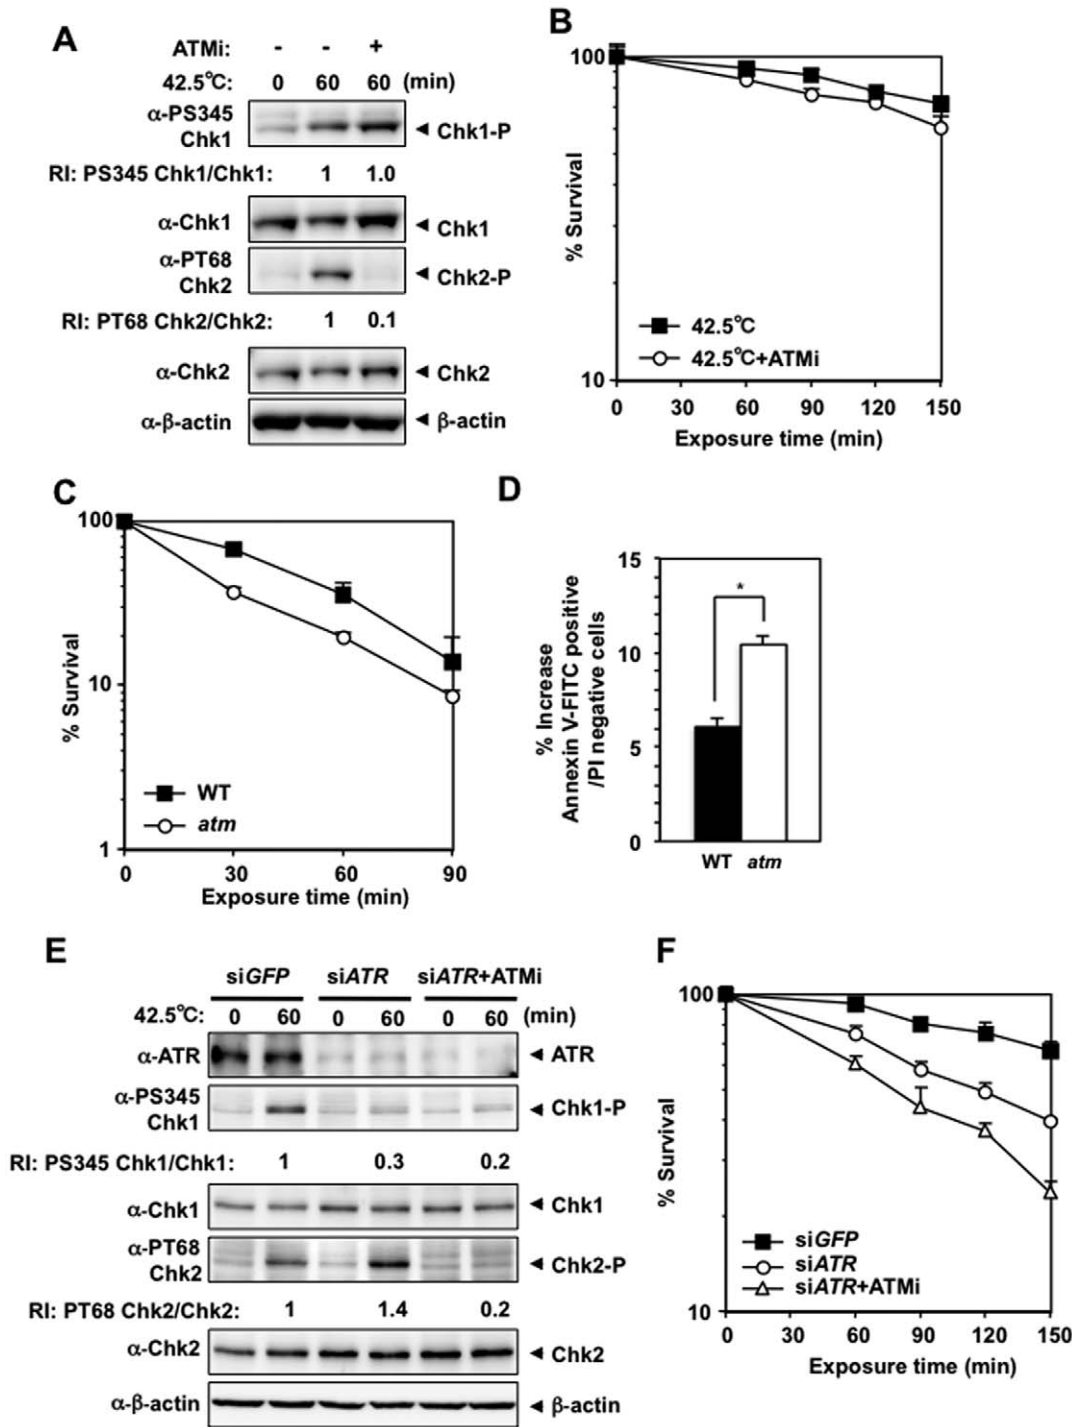 A
ATMi: - - +
42.5°C: 0 60 60 (min)
α-PS345
Chk1
Chk1-P
RI: PS345 Chk1/Chk1: 1 1.0
α-Chk1
Chk1
α-PT68
Chk2
Chk2-P
RI: PT68 Chk2/Chk2: 1 0.1
α-Chk2
Chk2
α-β-actin
β-actin
B
100
10
% Survival
42.5°C
42.5°C+ATMi
0 30 60 90 120 150
Exposure time (min)
C
100
10
1
% Survival
WT
atm
0 30 60 90
Exposure time (min)
D
15
10
5
0
% Increase
Annexin V-FITC positive
/PI negative cells
*
WT atm
E
siGFP siATR siATR+ATMi
42.5°C: 0 60 0 60 0 60 (min)
α-ATR
ATR
α-PS345
Chk1
Chk1-P
RI: PS345 Chk1/Chk1: 1 0.3 0.2
α-Chk1
Chk1
α-PT68
Chk2
Chk2-P
RI: PT68 Chk2/Chk2: 1 1.4 0.2
α-Chk2
Chk2
α-β-actin
β-actin
F
100
10
% Survival
siGFP
siATR
siATR+ATMi
0 30 60 90 120 150
Exposure time (min)